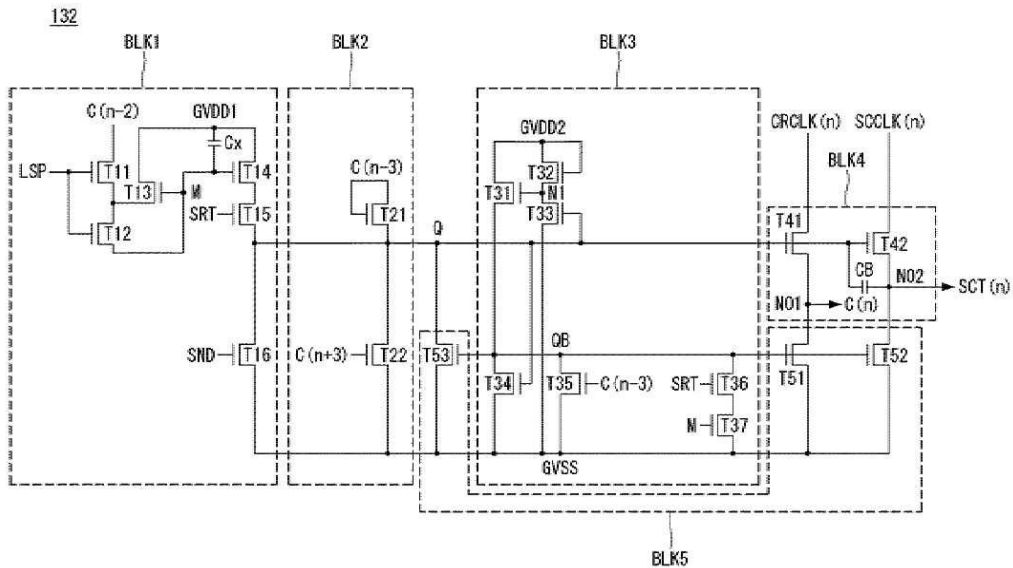 132
BLK1
BLK2
BLK3
C(n-2)
GVDD1
Cx
GVDD2
CRCLK(n)
SCCLK(n)
BLK4
LSP
T11
T13
M
T14
C(n-3)
T31
T32
N1
T12
SRT
T15
T21
T33
Q
T41
T42
CB
NO2
SCT(n)
NO1
C(n)
SND
T16
C(n+3)
T22
T53
QB
T34
T35
C(n-3)
SRT
T36
T51
T52
M
T37
GVSS
BLK5